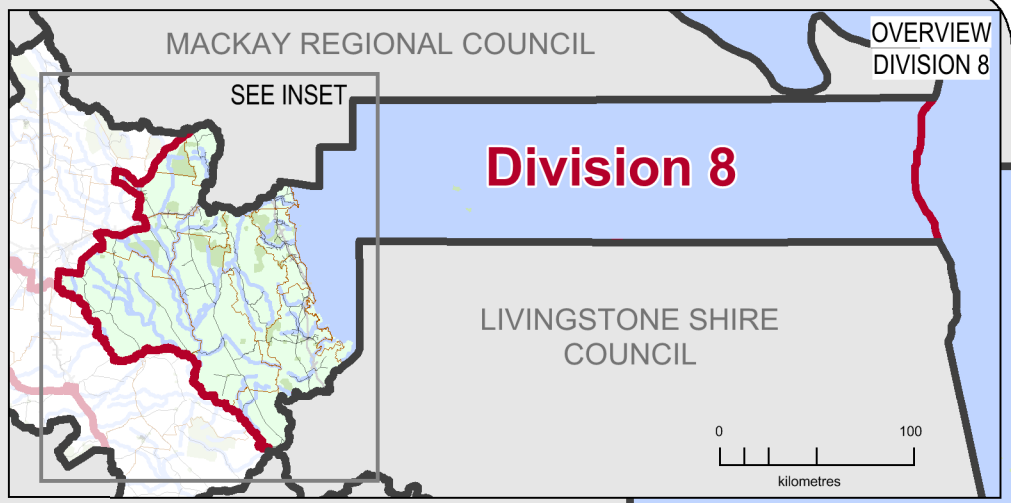 MACKAY REGIONAL COUNCIL
OVERVIEW
DIVISION 8
SEE INSET
Division 8
LIVINGSTONE SHIRE
COUNCIL
0 100
kilometres